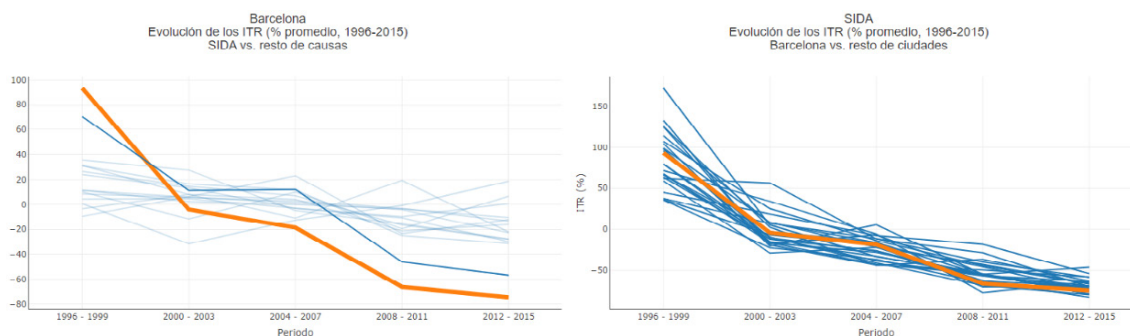 Barcelona
Evolución de los ITR (% promedio, 1996-2015)
SIDA vs. resto de causas
100
80
60
40
20
0
−20
−40
−60
−80
1996 - 1999
2000 - 2003
2004 - 2007
2008 - 2011
2012 - 2015
Periodo
SIDA
Evolución de los ITR (% promedio, 1996-2015)
Barcelona vs. resto de ciudades
ITR (%)
150
100
50
0
−50
1996 - 1999
2000 - 2003
2004 - 2007
2008 - 2011
2012 - 2015
Periodo